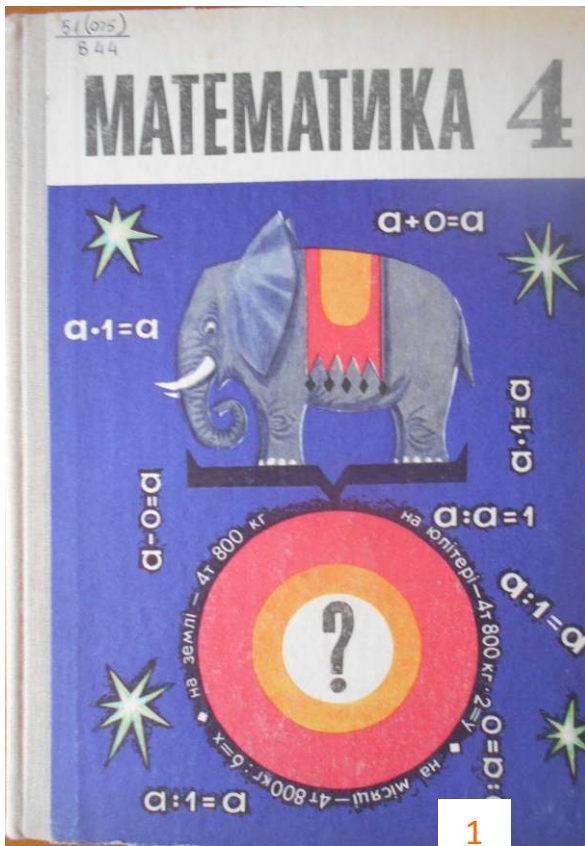 51(075)
В44
МАТЕМАТИКА 4
a+0=a
a·1=a
a·1=a
a-0=a
a:a=1
a:1=a
на землі – 4т 800 кг
на юпітері – 4т 800 кг · 2=y
на місяці – 4т 800 кг : 6=x
?
0=a:
a:1=a
1